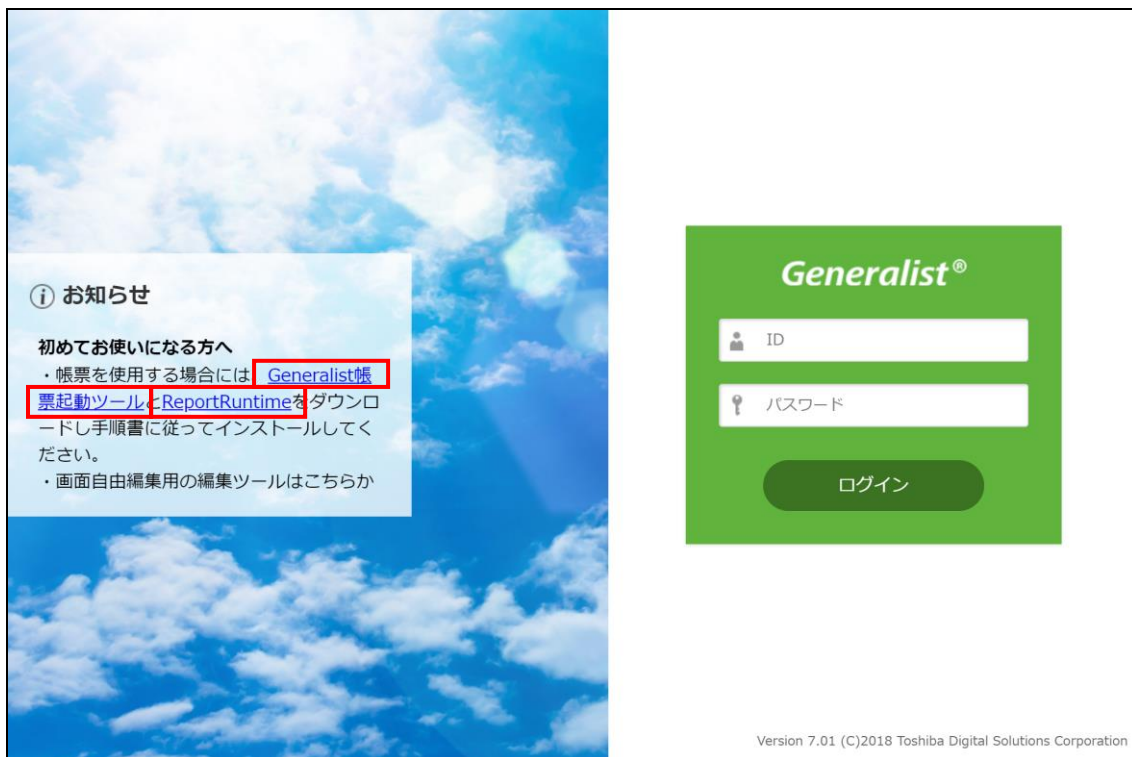 お知らせ
初めてお使いになる方へ
・帳票を使用する場合には Generalist帳
票起動ツールとReportRuntimeをダウンロ
ードし手順書に従ってインストールしてく
ださい。
・画面自由編集用の編集ツールはこちらか
Generalist®
ID
パスワード
ログイン
Version 7.01 (C)2018 Toshiba Digital Solutions Corporation